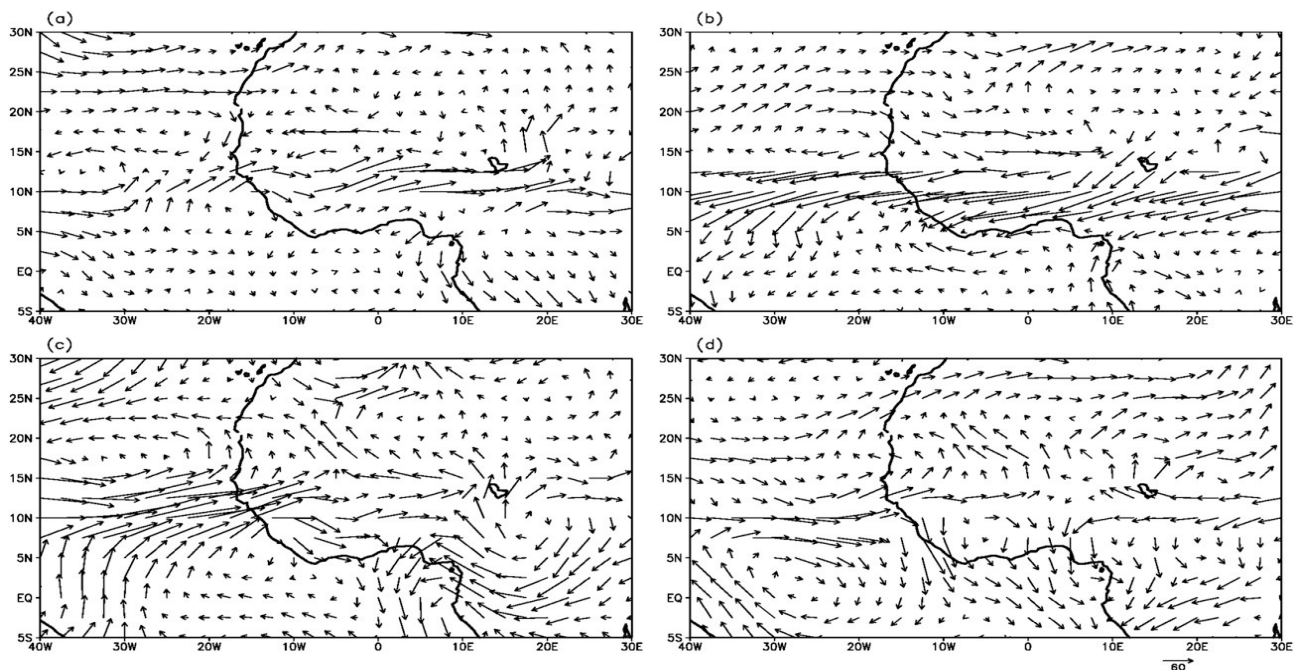 (a) (b)
30N 30N
25N 25N
20N 20N
15N 15N
10N 10N
5N 5N
EQ EQ
5S 5S
40W 30W 20W 10W 0 10E 20E 30E 40W 30W 20W 10W 0 10E 20E 30E
(c) (d)
30N 30N
25N 25N
20N 20N
15N 15N
10N 10N
5N 5N
EQ EQ
5S 5S
40W 30W 20W 10W 0 10E 20E 30E 40W 30W 20W 10W 0 10E 20E 30E
60